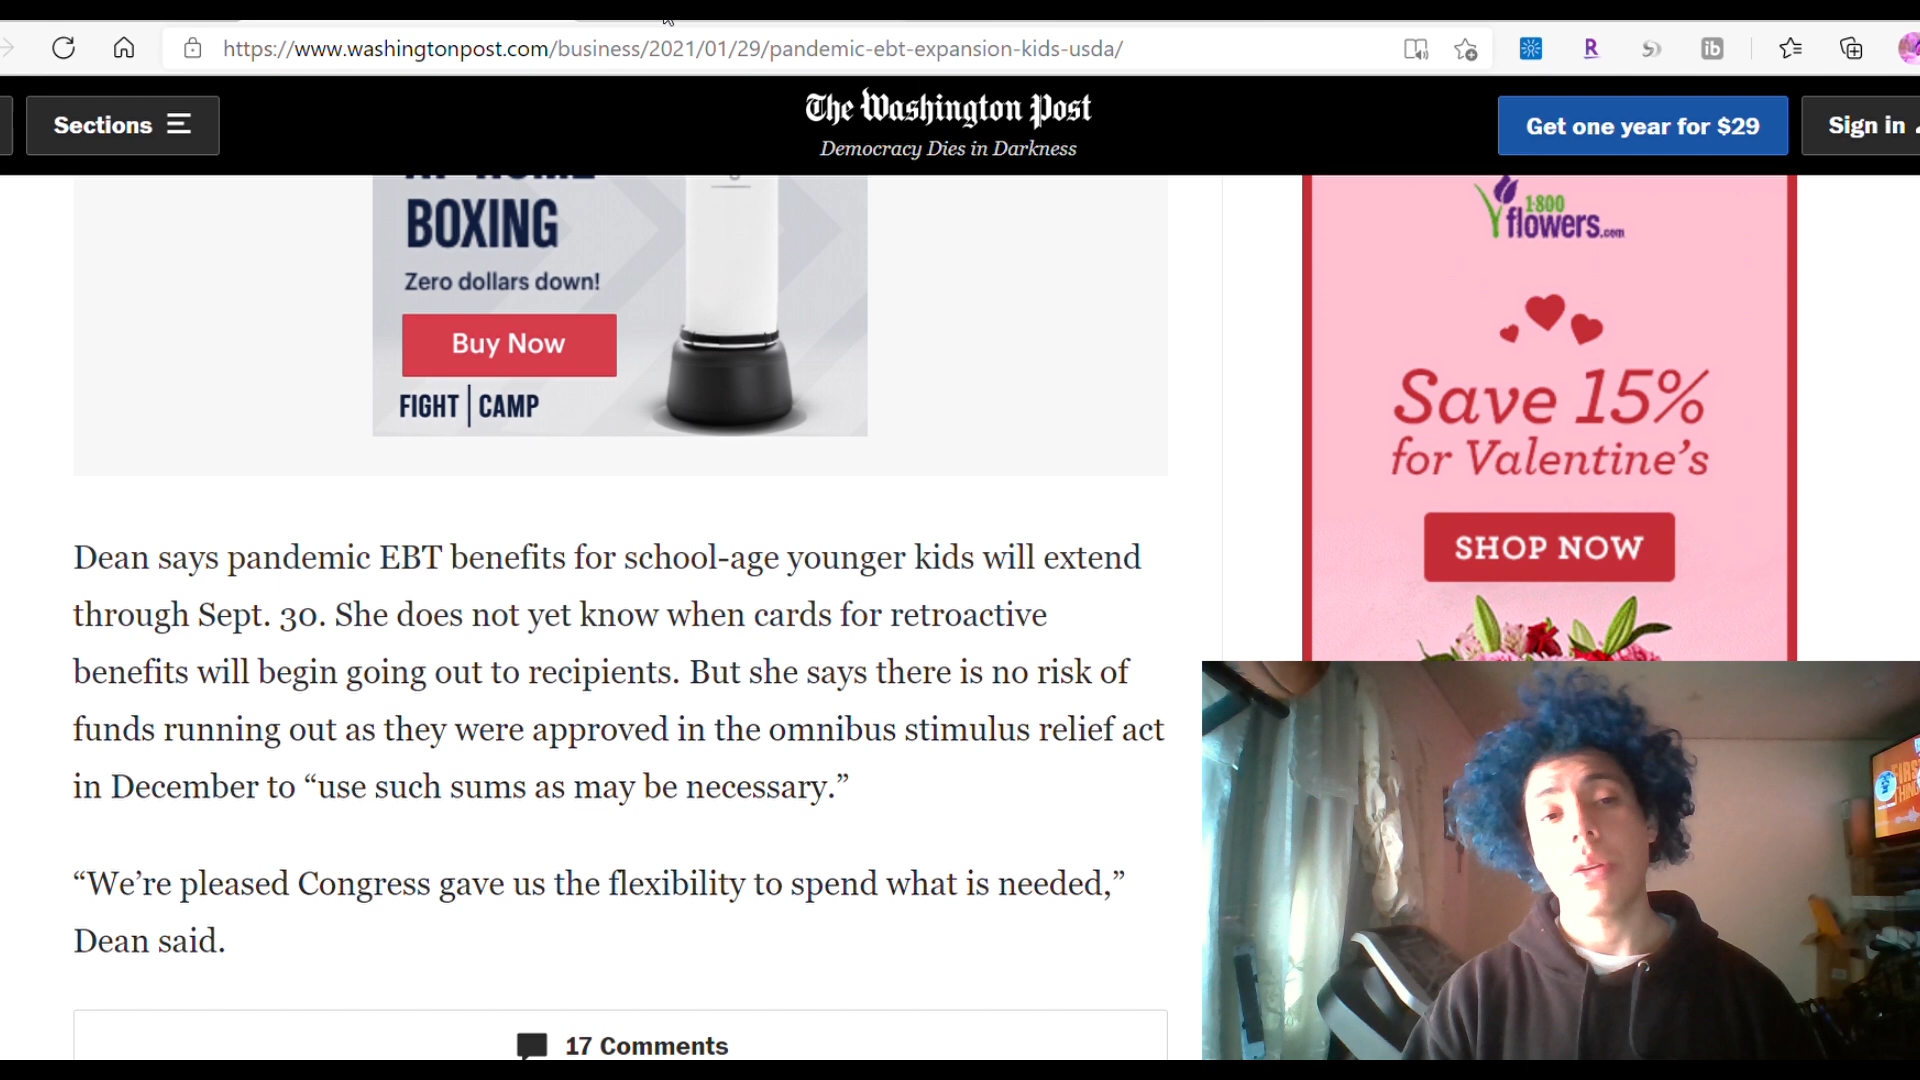 https://www.washingtonpost.com/business/2021/01/29/pandemic-ebt-expansion-kids-usda/
Sections
The Washington Post
Democracy Dies in Darkness
Get one year for $29
Sign in
BOXING
Zero dollars down!
Buy Now
FIGHT | CAMP
1-800
flowers.com
Save 15%
for Valentine's
SHOP NOW
Dean says pandemic EBT benefits for school-age younger kids will extend
through Sept. 30. She does not yet know when cards for retroactive
benefits will begin going out to recipients. But she says there is no risk of
funds running out as they were approved in the omnibus stimulus relief act
in December to “use such sums as may be necessary.”
“We’re pleased Congress gave us the flexibility to spend what is needed,”
Dean said.
17 Comments